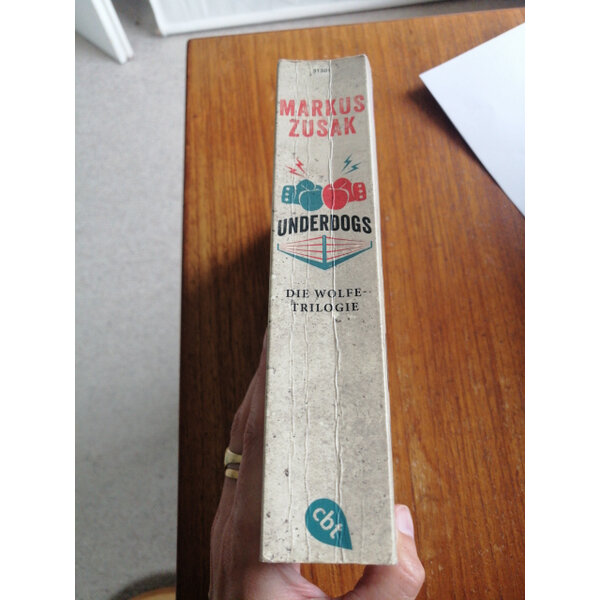 MARKUS
ZUSAK
UNDERDOGS
DIE WOLFE-
TRILOGIE
cbt